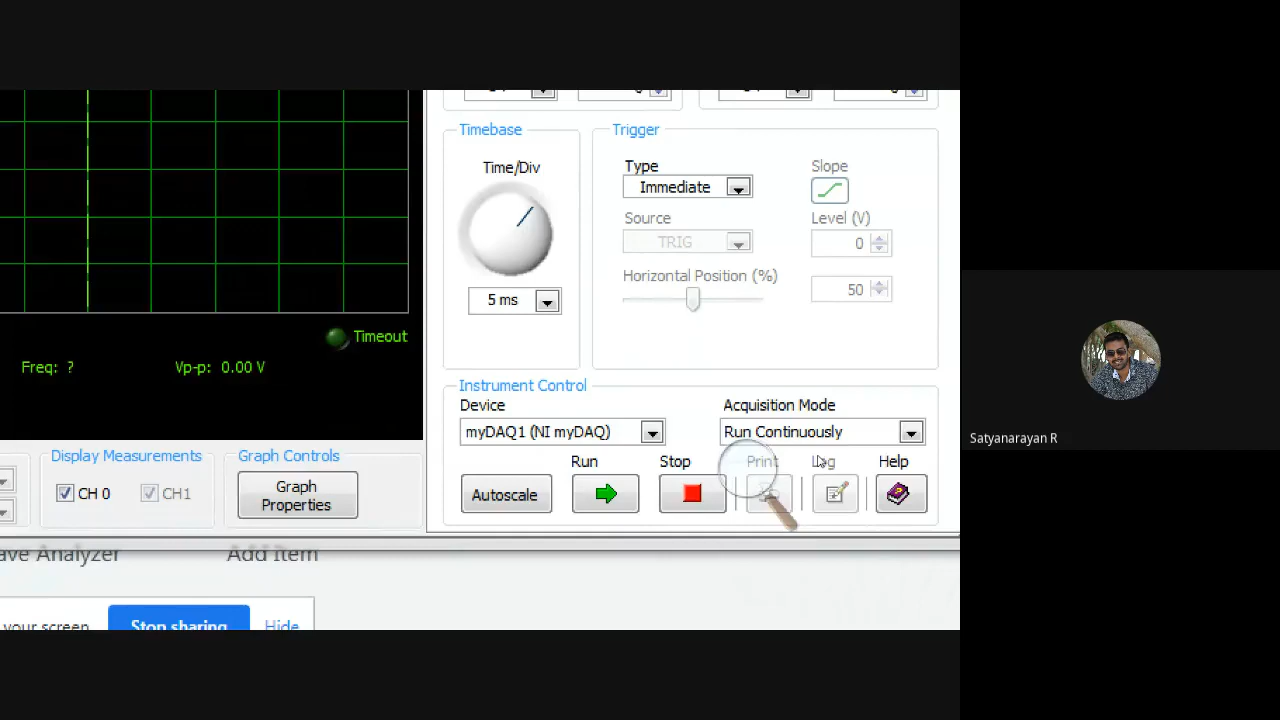 Timebase
Trigger
Time/Div
Type
Slope
Immediate
Source
Level (V)
TRIG
0
Horizontal Position (%)
50
5 ms
Timeout
Freq: ?
Vp-p: 0.00 V
Instrument Control
Device
Acquisition Mode
myDAQ1 (NI myDAQ)
Run Continuously
Satyanarayan R
Display Measurements
Graph Controls
Run
Stop
Print
Log
Help
CH 0
CH1
Graph
Properties
Autoscale
ave Analyzer
Add Item
your screen.
Stop sharing
Hide